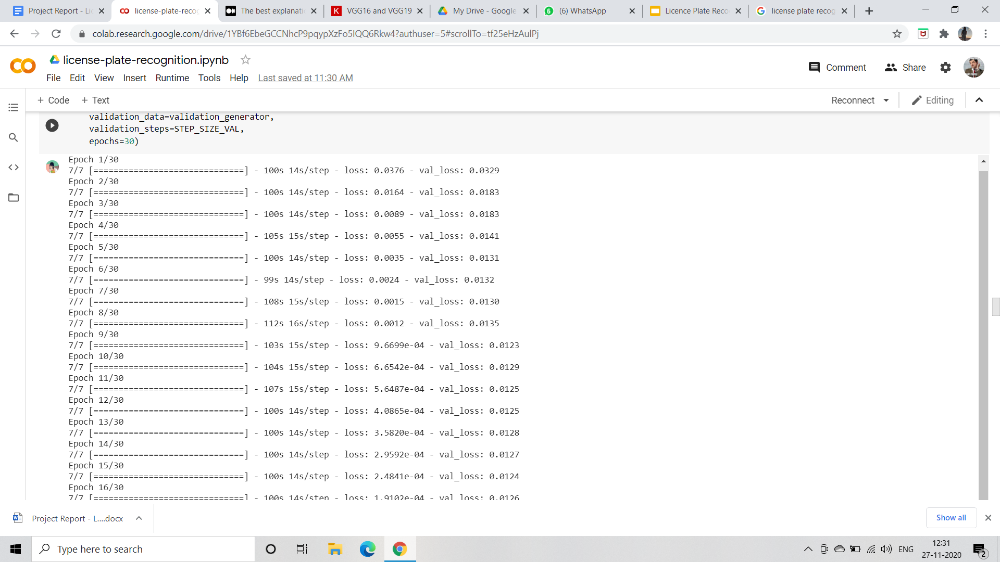 Project Report - Li
license-plate-recog
The best explanati
VGG16 and VGG19
My Drive - Google
(6) WhatsApp
Licence Plate Reco
license plate recog
colab.research.google.com/drive/1YBf6EbeGCCNhcP9pqypXzFo5IQQ6Rkw4?authuser=5#scrollTo=tf25eHzAulPj
license-plate-recognition.ipynb
Comment
Share
File Edit View Insert Runtime Tools Help Last saved at 11:30 AM
+ Code + Text
Reconnect
Editing
validation_data=validation_generator,
validation_steps=STEP_SIZE_VAL,
epochs=30)
Epoch 1/30
7/7 [==============================] - 100s 14s/step - loss: 0.0376 - val_loss: 0.0329
Epoch 2/30
7/7 [==============================] - 100s 14s/step - loss: 0.0164 - val_loss: 0.0183
Epoch 3/30
7/7 [==============================] - 100s 14s/step - loss: 0.0089 - val_loss: 0.0183
Epoch 4/30
7/7 [==============================] - 105s 15s/step - loss: 0.0055 - val_loss: 0.0141
Epoch 5/30
7/7 [==============================] - 100s 14s/step - loss: 0.0035 - val_loss: 0.0131
Epoch 6/30
7/7 [==============================] - 99s 14s/step - loss: 0.0024 - val_loss: 0.0132
Epoch 7/30
7/7 [==============================] - 108s 15s/step - loss: 0.0015 - val_loss: 0.0130
Epoch 8/30
7/7 [==============================] - 112s 16s/step - loss: 0.0012 - val_loss: 0.0135
Epoch 9/30
7/7 [==============================] - 103s 15s/step - loss: 9.6699e-04 - val_loss: 0.0123
Epoch 10/30
7/7 [==============================] - 104s 15s/step - loss: 6.6542e-04 - val_loss: 0.0129
Epoch 11/30
7/7 [==============================] - 107s 15s/step - loss: 5.6487e-04 - val_loss: 0.0125
Epoch 12/30
7/7 [==============================] - 100s 14s/step - loss: 4.0865e-04 - val_loss: 0.0125
Epoch 13/30
7/7 [==============================] - 100s 14s/step - loss: 3.5820e-04 - val_loss: 0.0128
Epoch 14/30
7/7 [==============================] - 100s 14s/step - loss: 2.9592e-04 - val_loss: 0.0127
Epoch 15/30
7/7 [==============================] - 100s 14s/step - loss: 2.4841e-04 - val_loss: 0.0124
Epoch 16/30
7/7 [==============================] - 100s 14s/step - loss: 1.9102e-04 - val_loss: 0.0126
Project Report - L....docx
Show all
Type here to search
ENG
12:31
27-11-2020
2